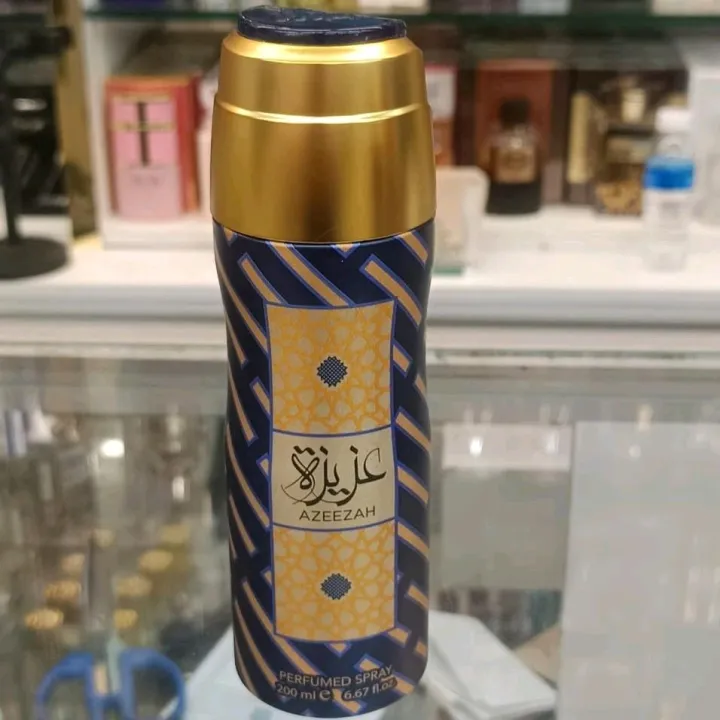 عزيزة
AZEEZAH
PERFUMED SPRAY
200 ml e 6.67 fl.oz